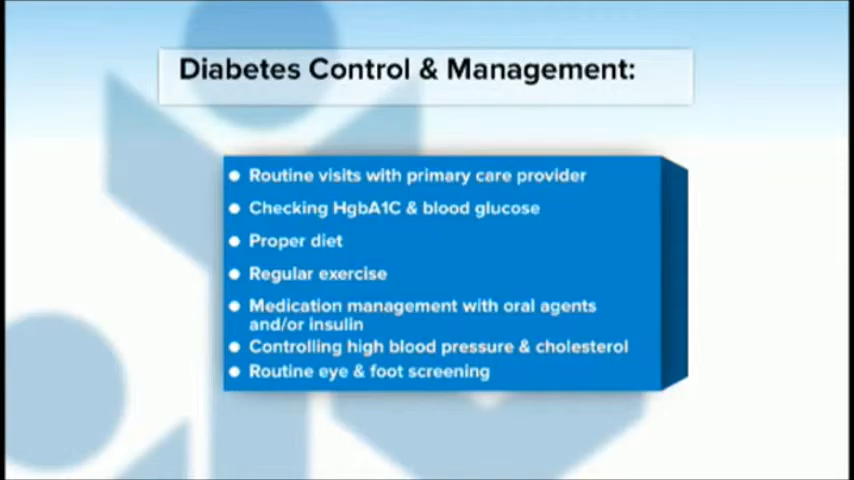 Diabetes Control & Management:
Routine visits with primary care provider
Checking HgbA1C & blood glucose
Proper diet
Regular exercise
Medication management with oral agents
and/or insulin
Controlling high blood pressure & cholesterol
Routine eye & foot screening